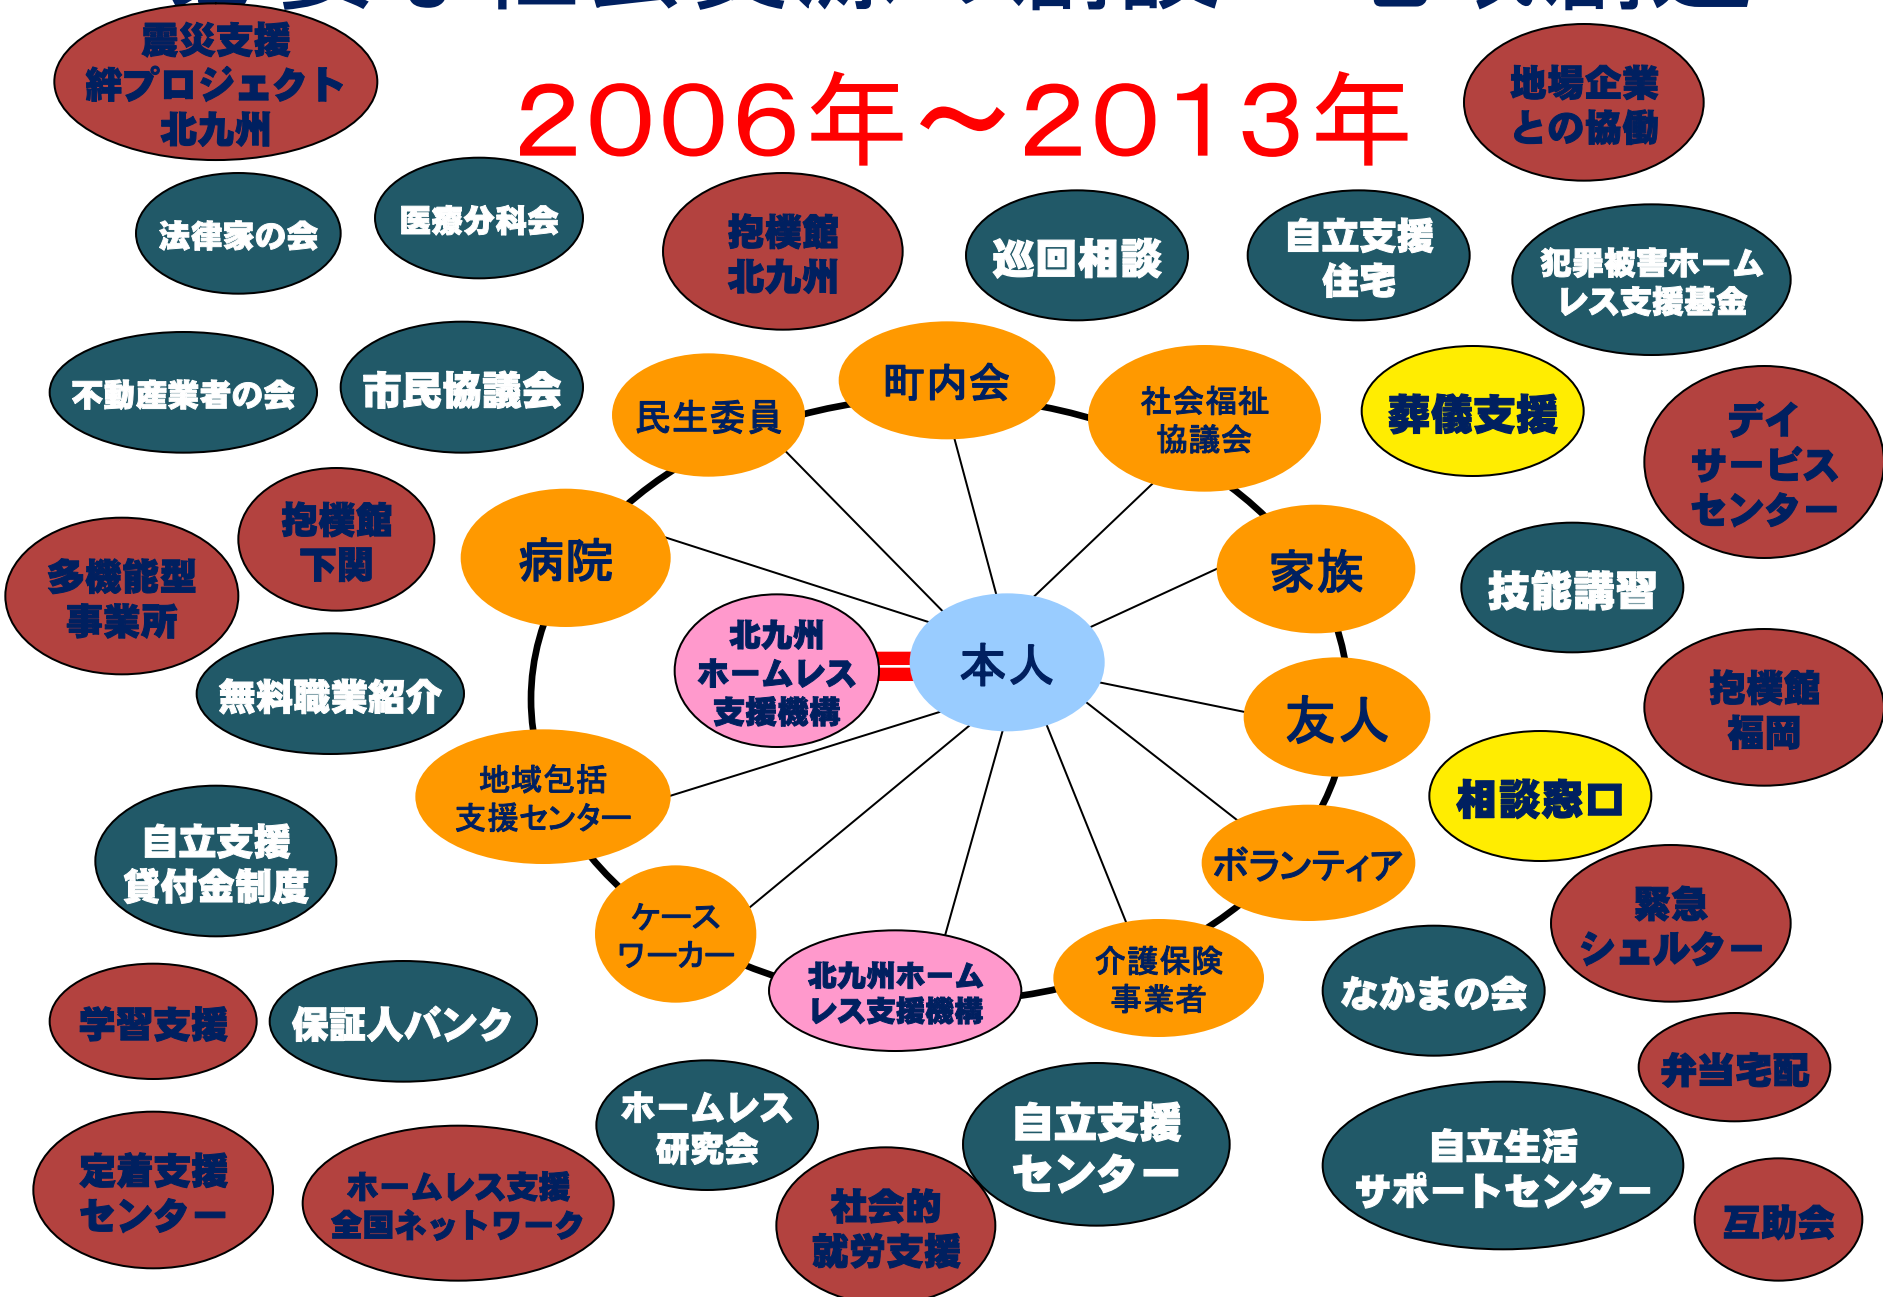 2006年～2013年
震災支援
絆プロジェクト
北九州
地場企業
との協働
法律家の会
医療分科会
抱樸館
北九州
巡回相談
自立支援
住宅
犯罪被害ホーム
レス支援基金
不動産業者の会
市民協議会
民生委員
町内会
社会福祉
協議会
葬儀支援
デイ
サービス
センター
多機能型
事業所
抱樸館
下関
病院
家族
技能講習
無料職業紹介
北九州
ホームレス
支援機構
本人
友人
抱樸館
福岡
地域包括
支援センター
相談窓口
自立支援
貸付金制度
ケース
ワーカー
北九州ホーム
レス支援機構
介護保険
事業者
ボランティア
緊急
シェルター
なかまの会
学習支援
保証人バンク
弁当宅配
ホームレス
研究会
自立支援
センター
自立生活
サポートセンター
定着支援
センター
ホームレス支援
全国ネットワーク
社会的
就労支援
互助会